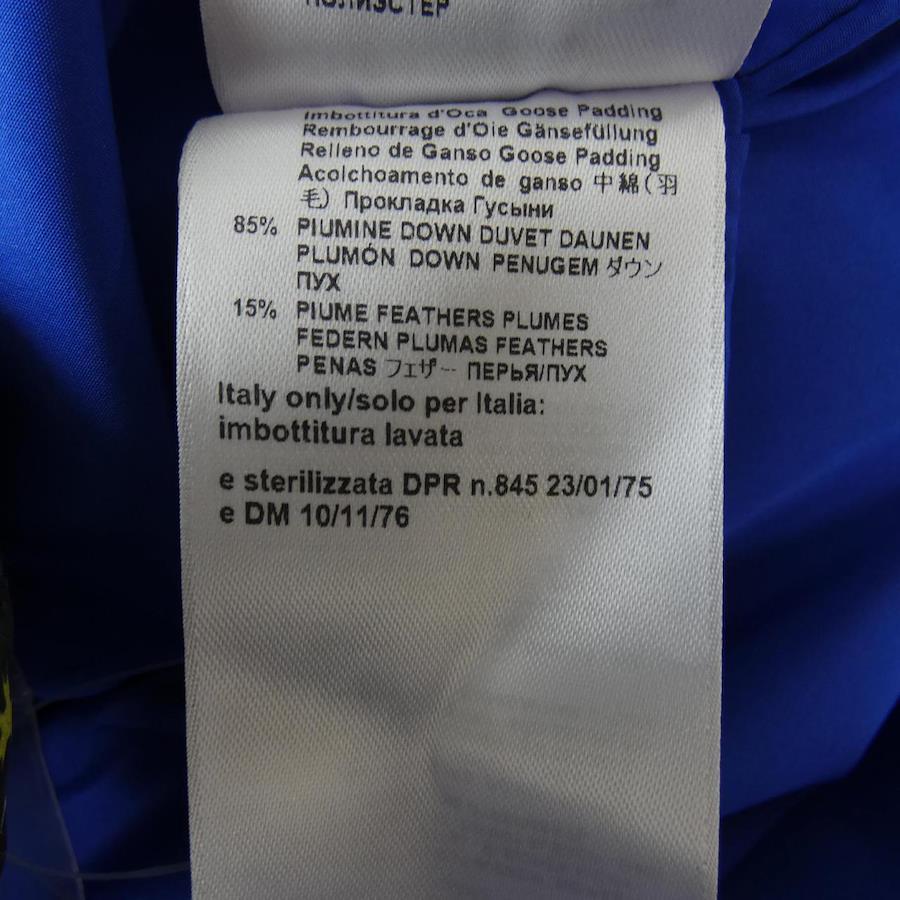 ПОЛИЭСТЕР
Imbottitura d'Oca Goose Padding
Rembourrage d'Oie Gänsefüllung
Relleno de Ganso Goose Padding
Acolchoamento de ganso 中綿(羽
毛) Прокладка Гусыни
85% PIUMINE DOWN DUVET DAUNEN
PLUMÓN DOWN PENUGEM ダウン
ПУХ
15% PIUME FEATHERS PLUMES
FEDERN PLUMAS FEATHERS
PENAS フェザー ПЕРЬЯ/ПУХ
Italy only/solo per Italia:
imbottitura lavata
e sterilizzata DPR n.845 23/01/75
e DM 10/11/76